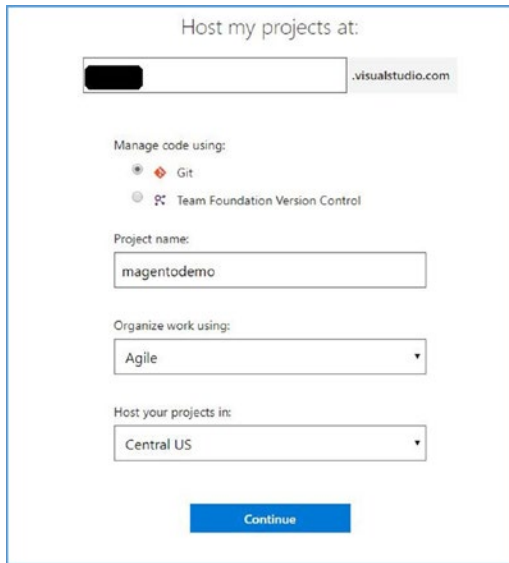 Host my projects at:
.visualstudio.com
Manage code using:
Git
Team Foundation Version Control
Project name:
magentodemo
Organize work using:
Agile
Host your projects in:
Central US
Continue